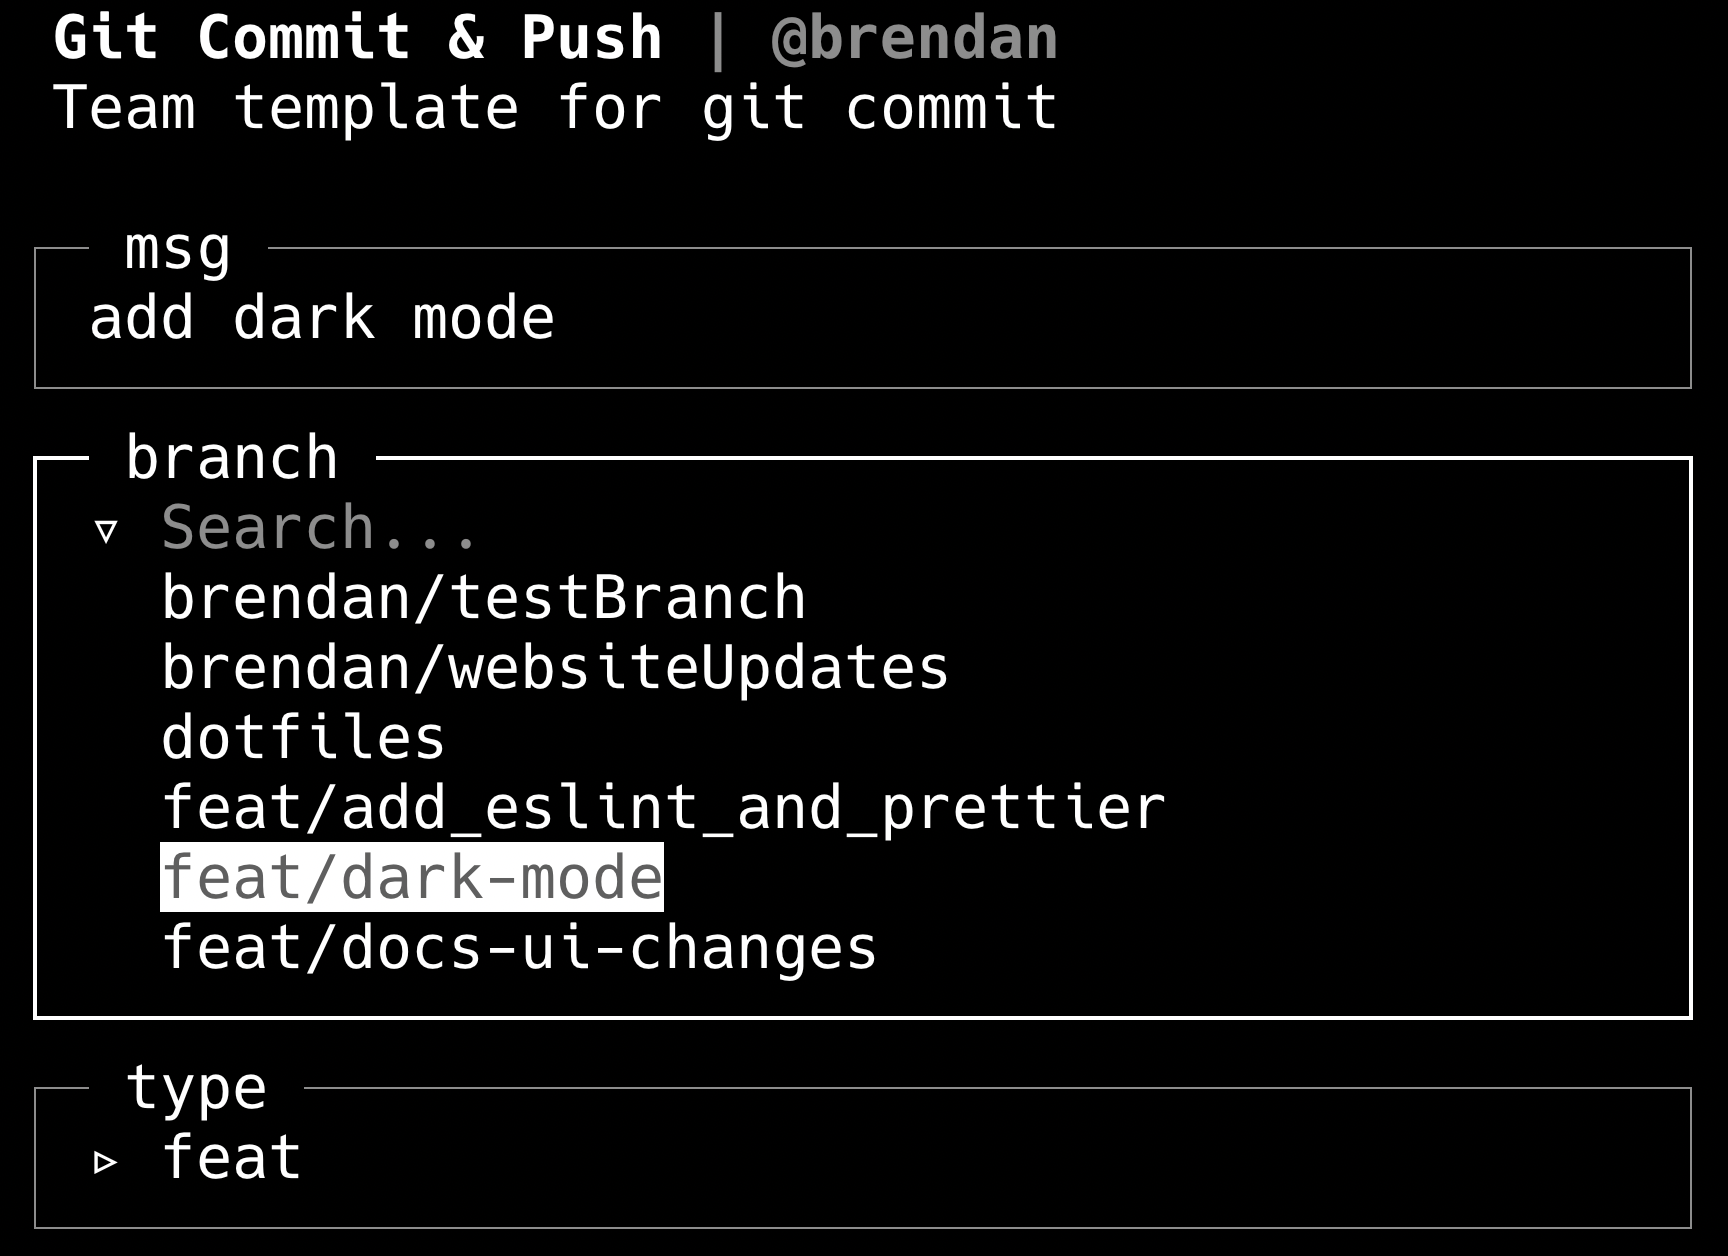 Git Commit & Push | @brendan
Team template for git commit
msg
add dark mode
branch
▿ Search...
brendan/testBranch
brendan/websiteUpdates
dotfiles
feat/add_eslint_and_prettier
feat/dark-mode
feat/docs-ui-changes
type
▹ feat